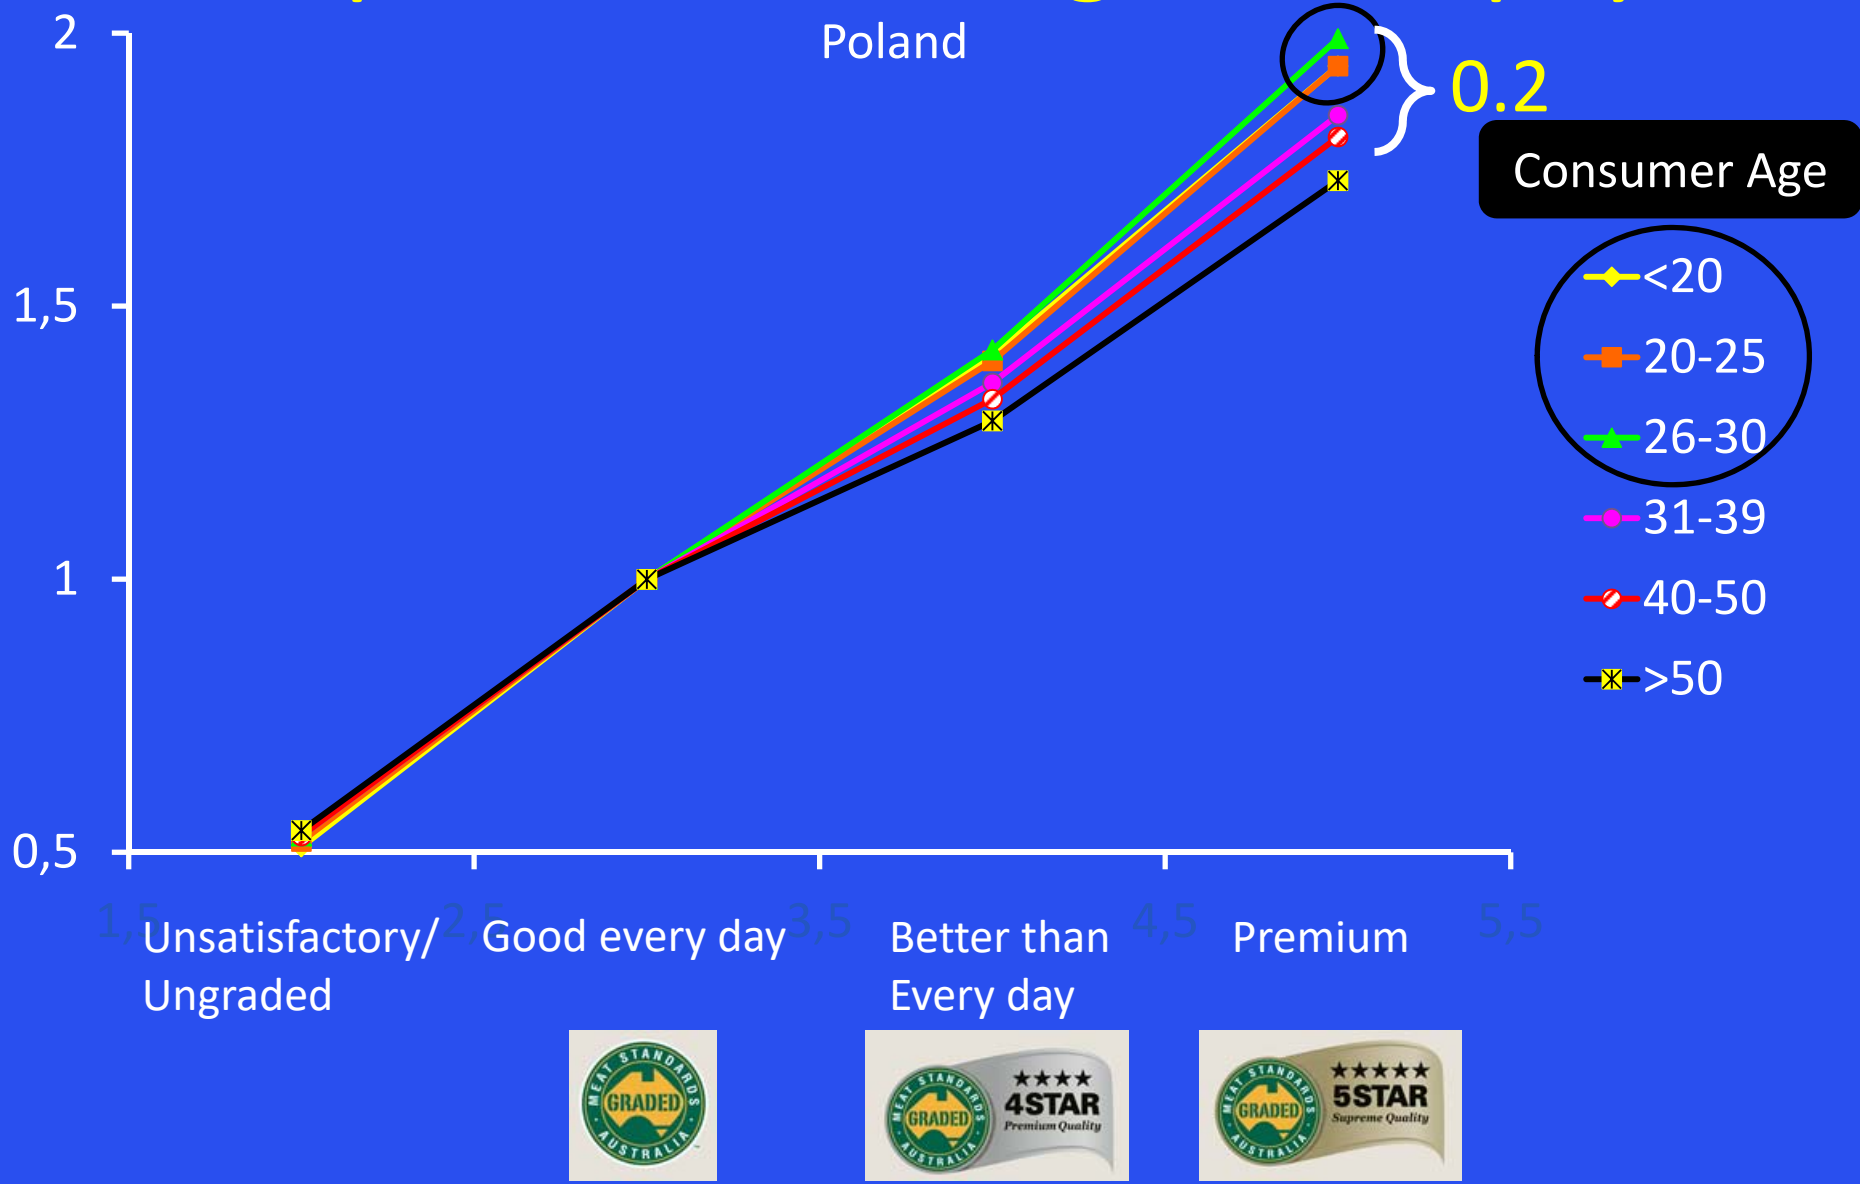 Poland
2
1,5
1
0,5
0.2
Consumer Age
<20
20-25
26-30
31-39
40-50
>50
1,5
2,5
3,5
4,5
5,5
Unsatisfactory/
Ungraded
Good every day
Better than
Every day
Premium
MEAT STANDARDS
GRADED
AUSTRALIA
MEAT STANDARDS
GRADED
AUSTRALIA
★★★★
4STAR
Premium Quality
MEAT STANDARDS
GRADED
AUSTRALIA
★★★★★
5STAR
Supreme Quality